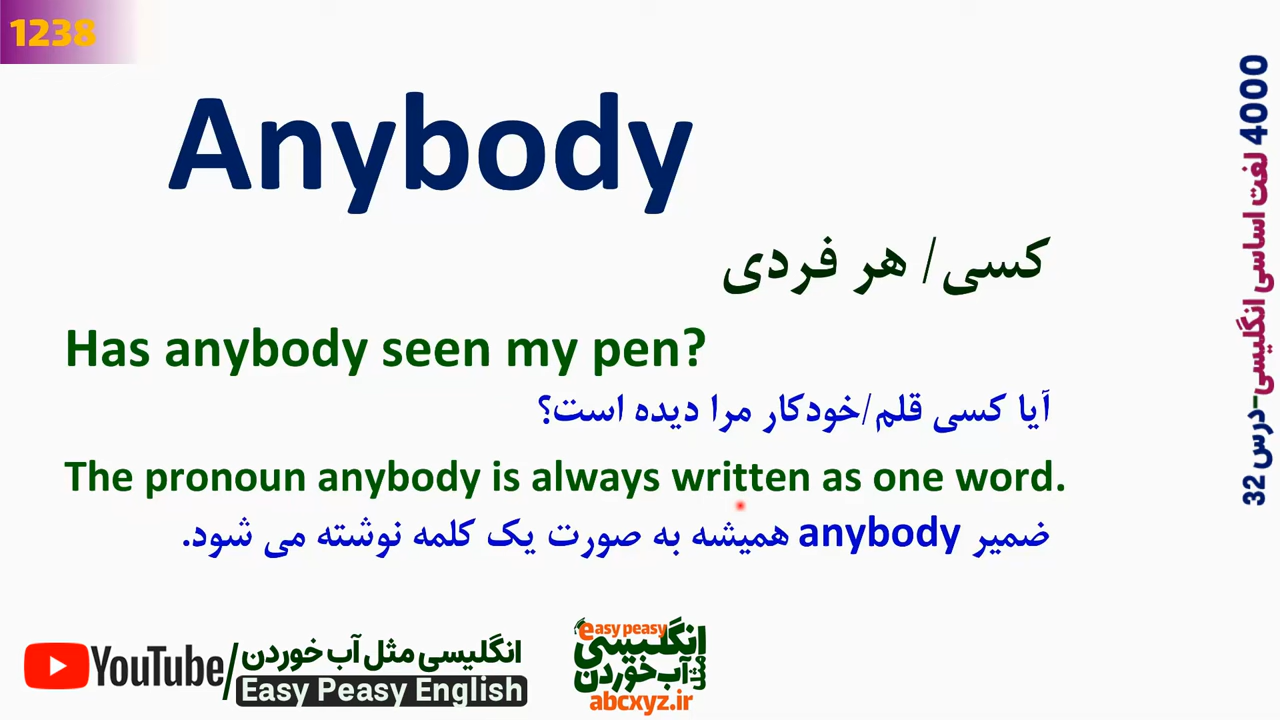 1238
Anybody
کسی/ هر فردی
Has anybody seen my pen?
آیا کسی قلم/خودکار مرا دیده است؟
The pronoun anybody is always written as one word.
ضمیر anybody همیشه به صورت یک کلمه نوشته می شود.
4000 لغت اساسی انگلیسی-درس 32
YouTube/انگلیسی مثل آب خوردن
Easy Peasy English
easy peasy
انگلیسی
مثل آب خوردن
abcxyz.ir